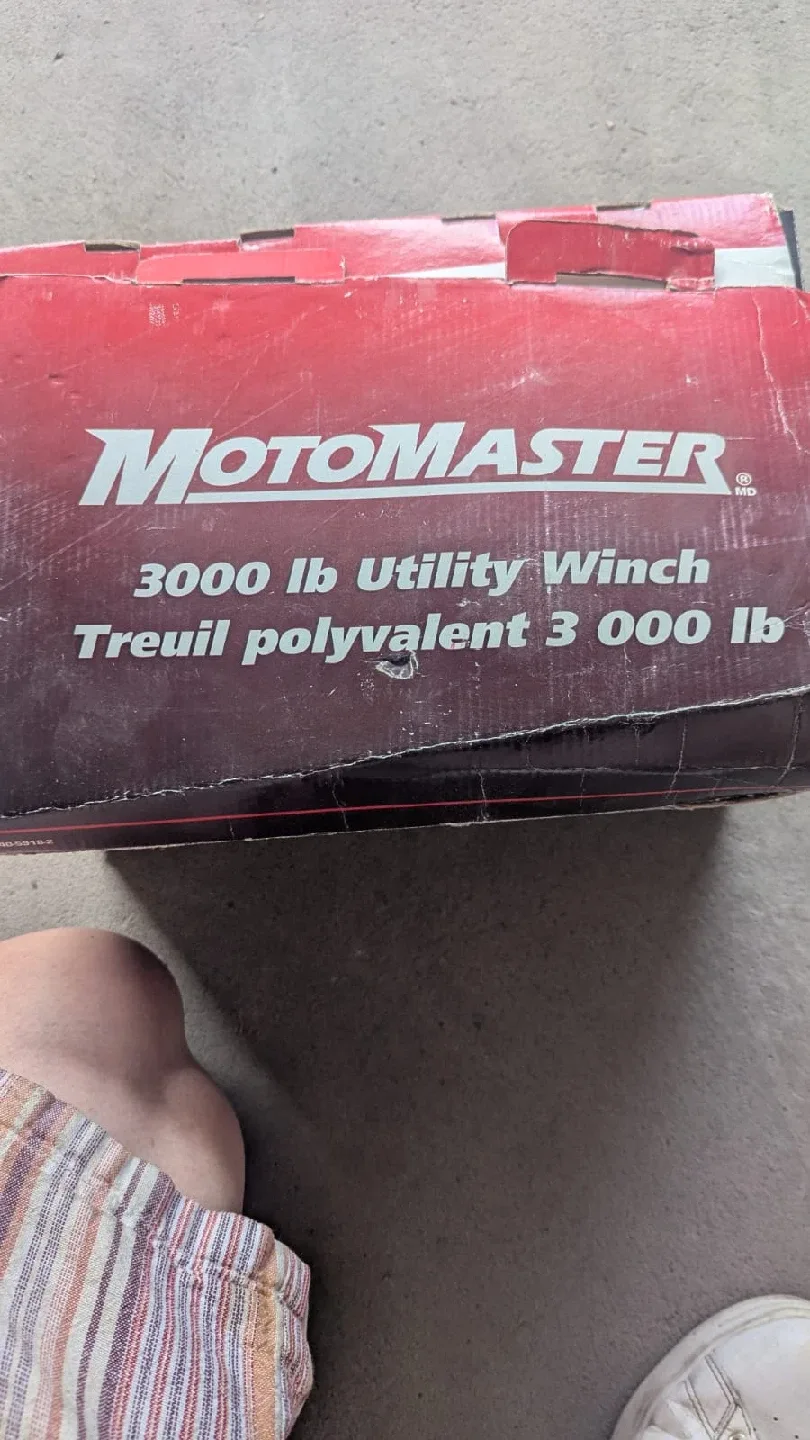 MOTOMASTER®
MD
3000 lb Utility Winch
Treuil polyvalent 3 000 lb